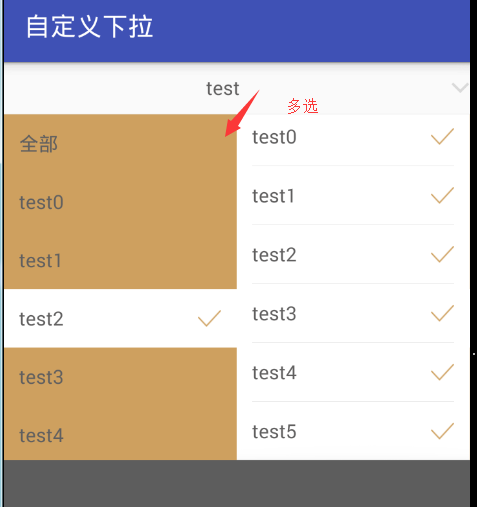 自定义下拉
test
多选
全部
test0
test1
test2
test3
test4
test0
test1
test2
test3
test4
test5